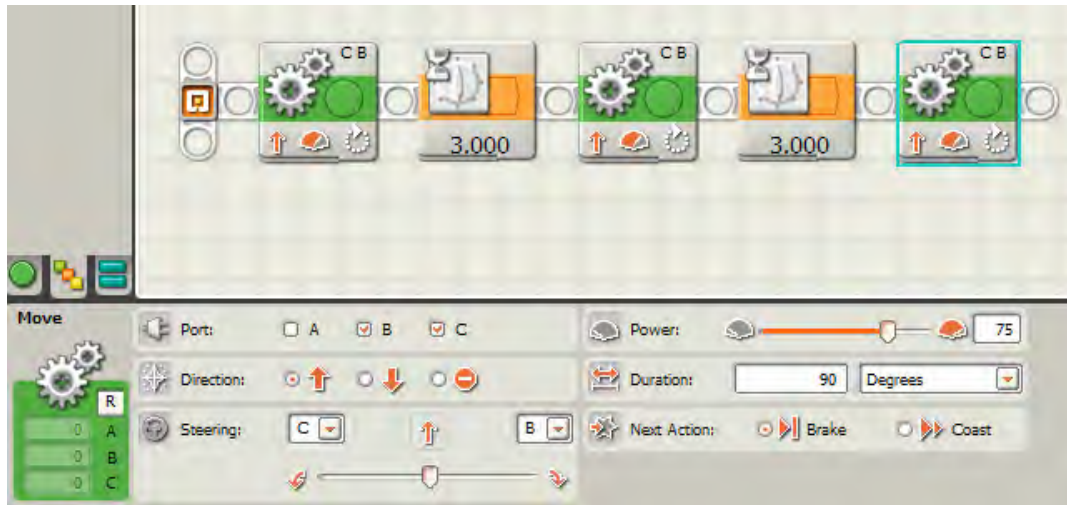 C B
C B
C B
3.000
3.000
Move
R
0 A
0 B
0 C
Port: A B C
Direction:
Steering: C B
Power: 75
Duration: 90 Degrees
Next Action: Brake Coast